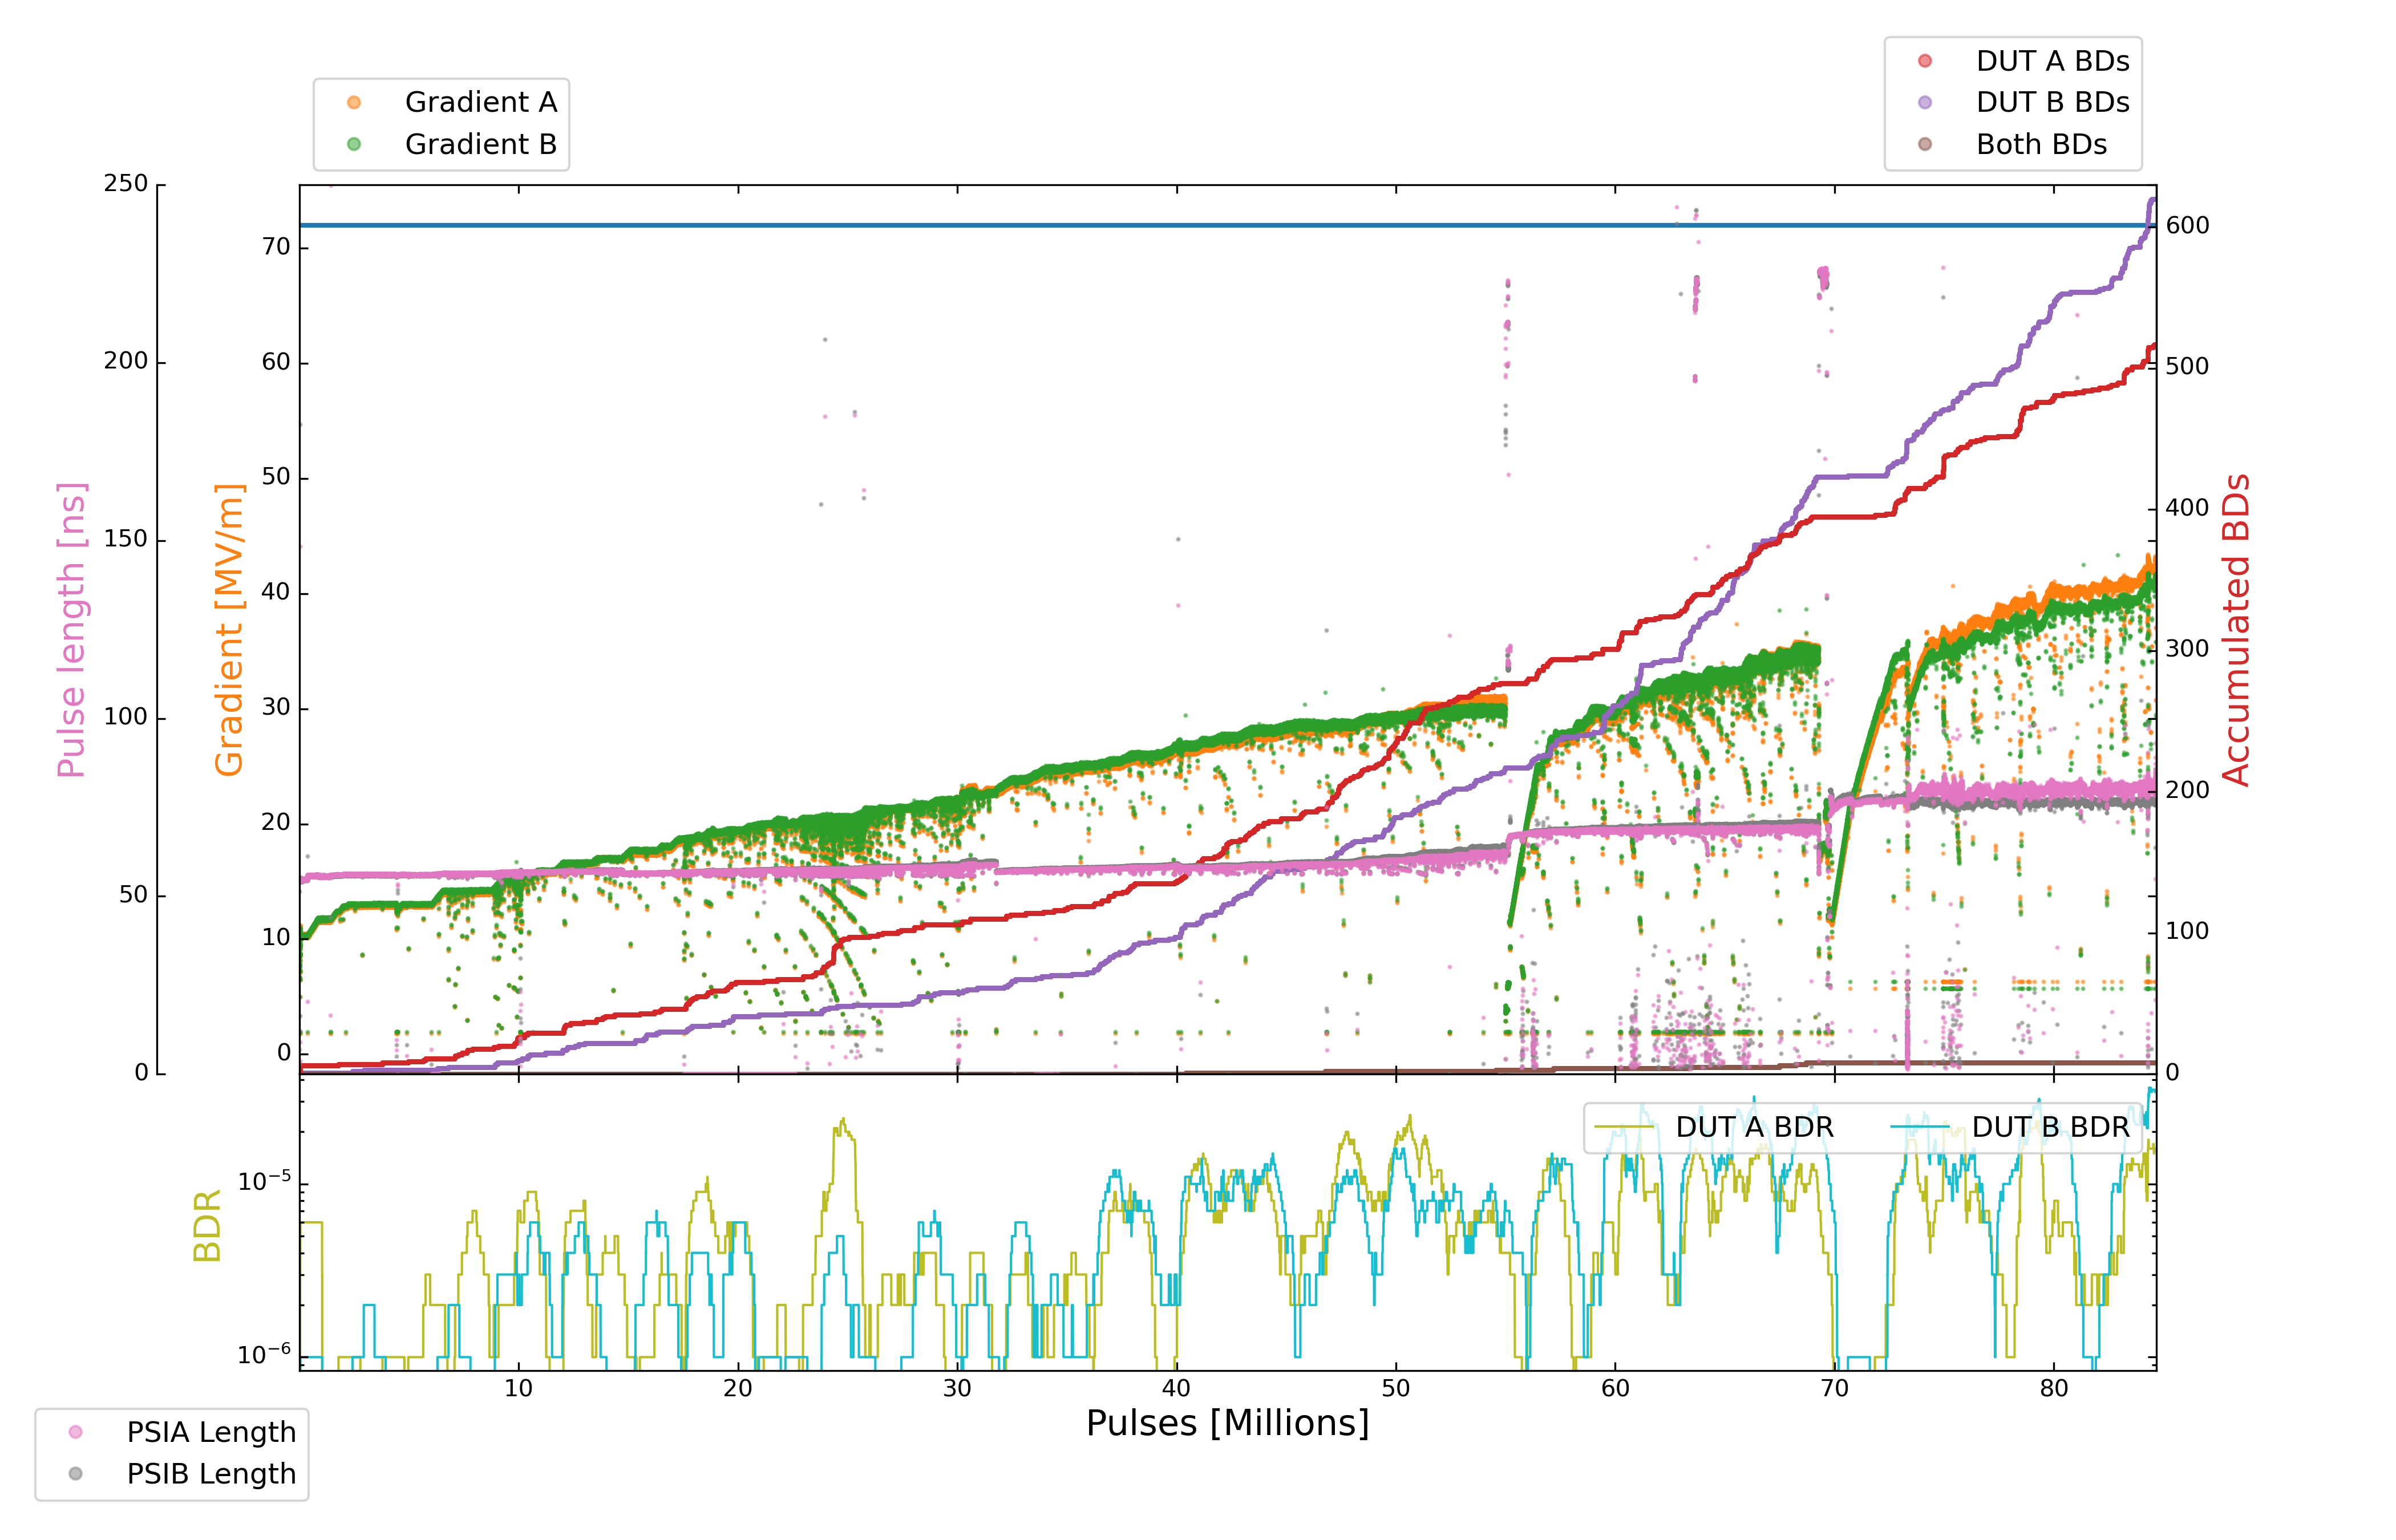 Gradient A
Gradient B
DUT A BDs
DUT B BDs
Both BDs
Pulse length [ns]
250
200
150
100
50
0
Gradient [MV/m]
70
60
50
40
30
20
10
0
Accumulated BDs
600
500
400
300
200
100
0
DUT A BDR
DUT B BDR
BDR
10⁻⁵
10⁻⁶
10 20 30 40 50 60 70 80
Pulses [Millions]
PSIA Length
PSIB Length